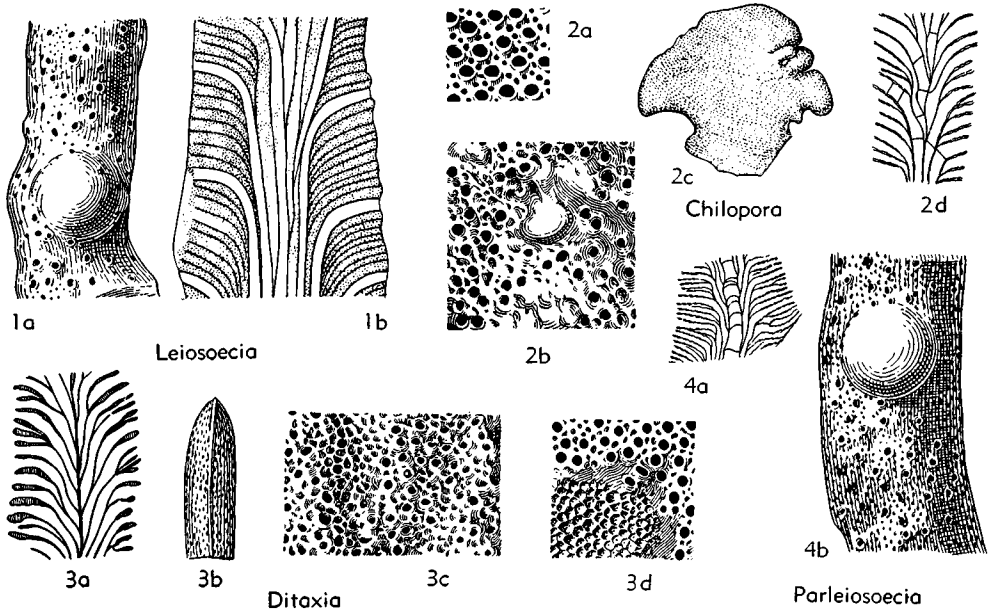 1a
1b
Leiosoecia
2a
2b
2c
Chilopora
2d
3a
3b
3c
3d
Ditaxia
4a
4b
Parleiosoecia